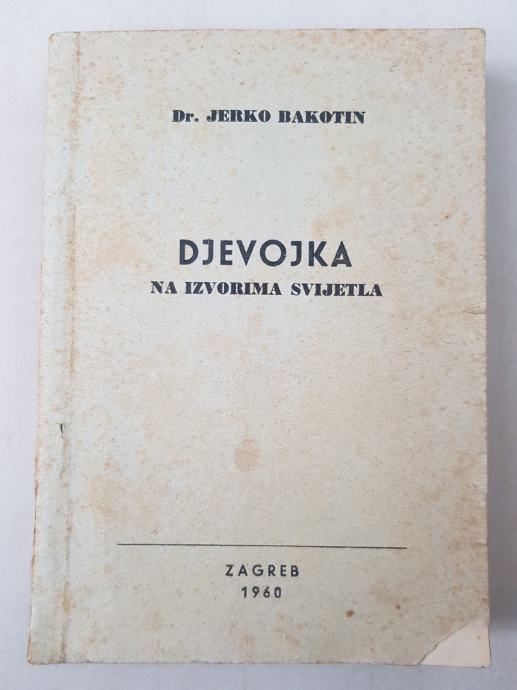 Dr. JERKO BAKOTIN
DJEVOJKA
NA IZVORIMA SVIJETLA
ZAGREB
1960